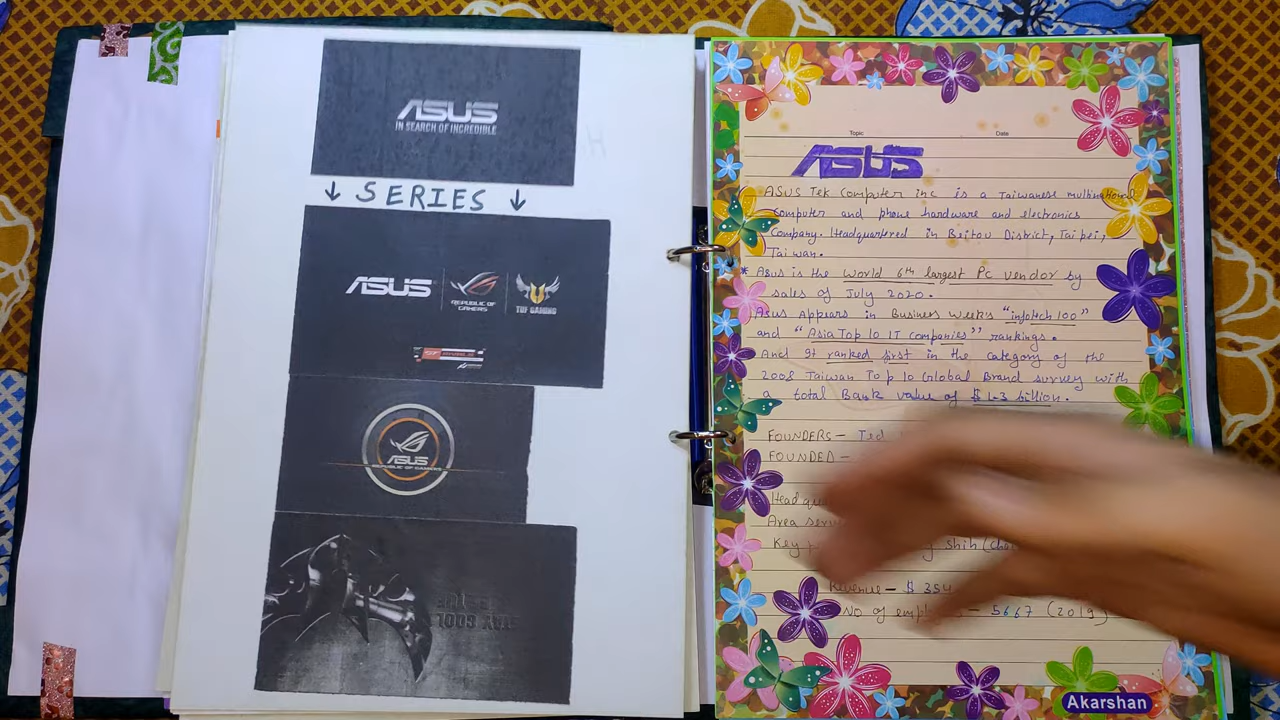 ASUS
IN SEARCH OF INCREDIBLE
↓ SERIES ↓
ASUS
REPUBLIC OF
GAMERS
TUF GAMING
ASUS
REPUBLIC OF GAMERS
Topic Date
ASUS
ASUS Tek Computer inc is a Taiwanese multinational
Computer and phone hardware and electronics
Company. Headquartered in Beitou District, Taipei,
Taiwan.
* Asus is the world 6th largest PC vendor by
sales of July 2020.
Asus appears in Business weeks "infotech 100"
and "Asia Top 10 IT companies" rankings.
And It ranked first in the category of the
2008 Taiwan Top 10 Global Brand survey with
a total Bank value of $ 1.3 billion.
FOUNDERS - Ted
FOUNDED -
Head
Area
Key shih
Revenue - $ 354
No of - 5667 (2019)
Akarshan